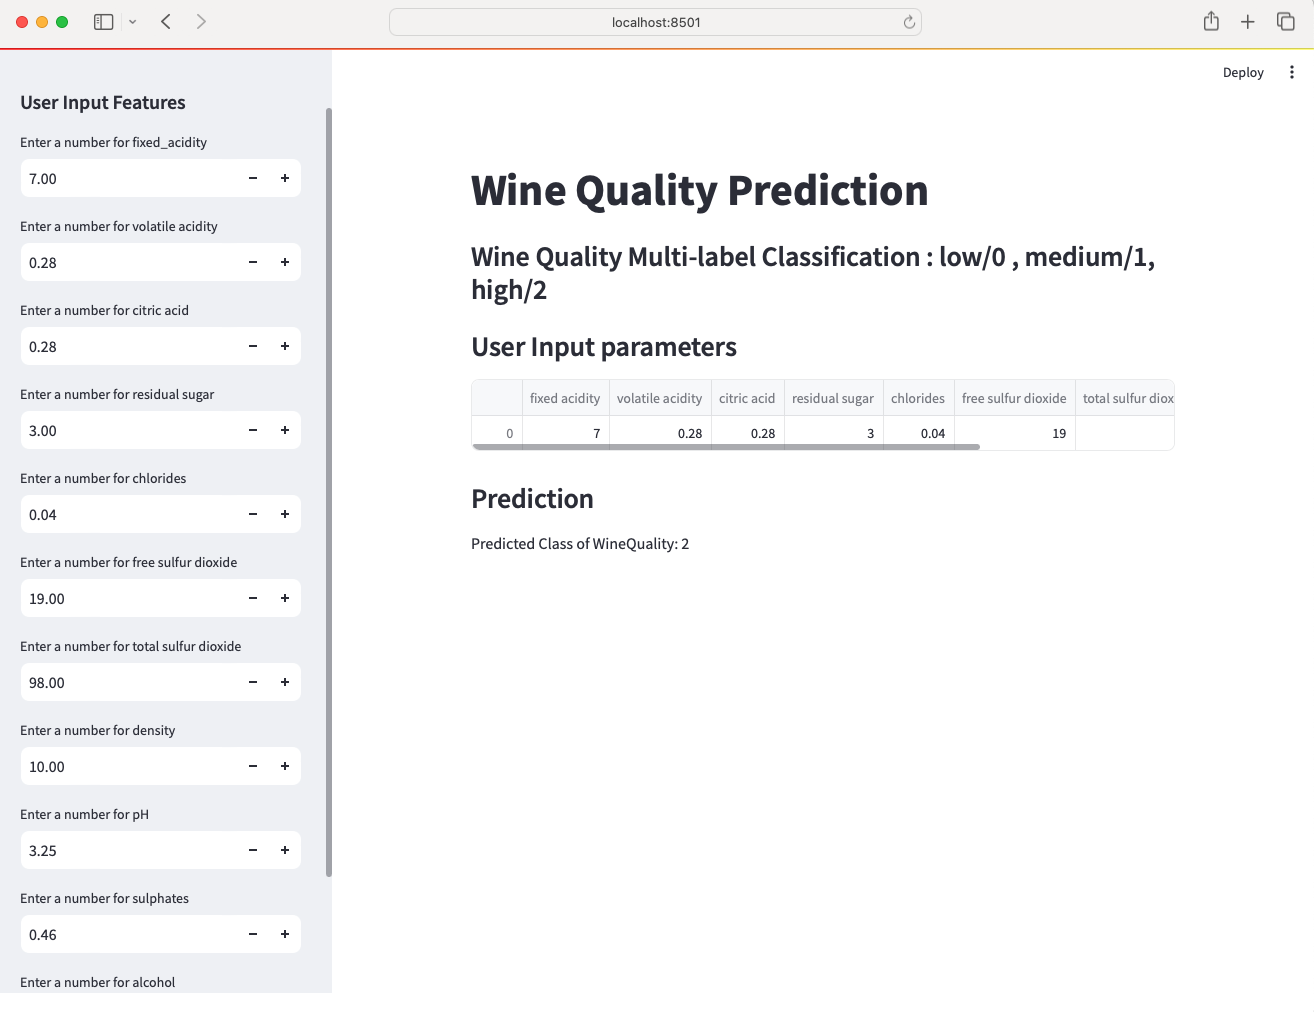 localhost:8501
Deploy
User Input Features
Enter a number for fixed_acidity
7.00
Enter a number for volatile acidity
0.28
Enter a number for citric acid
0.28
Enter a number for residual sugar
3.00
Enter a number for chlorides
0.04
Enter a number for free sulfur dioxide
19.00
Enter a number for total sulfur dioxide
98.00
Enter a number for density
10.00
Enter a number for pH
3.25
Enter a number for sulphates
0.46
Enter a number for alcohol
Wine Quality Prediction
Wine Quality Multi-label Classification : low/0 , medium/1,
high/2
User Input parameters
fixed acidity volatile acidity citric acid residual sugar chlorides free sulfur dioxide total sulfur diox
0 7 0.28 0.28 3 0.04 19
Prediction
Predicted Class of WineQuality: 2